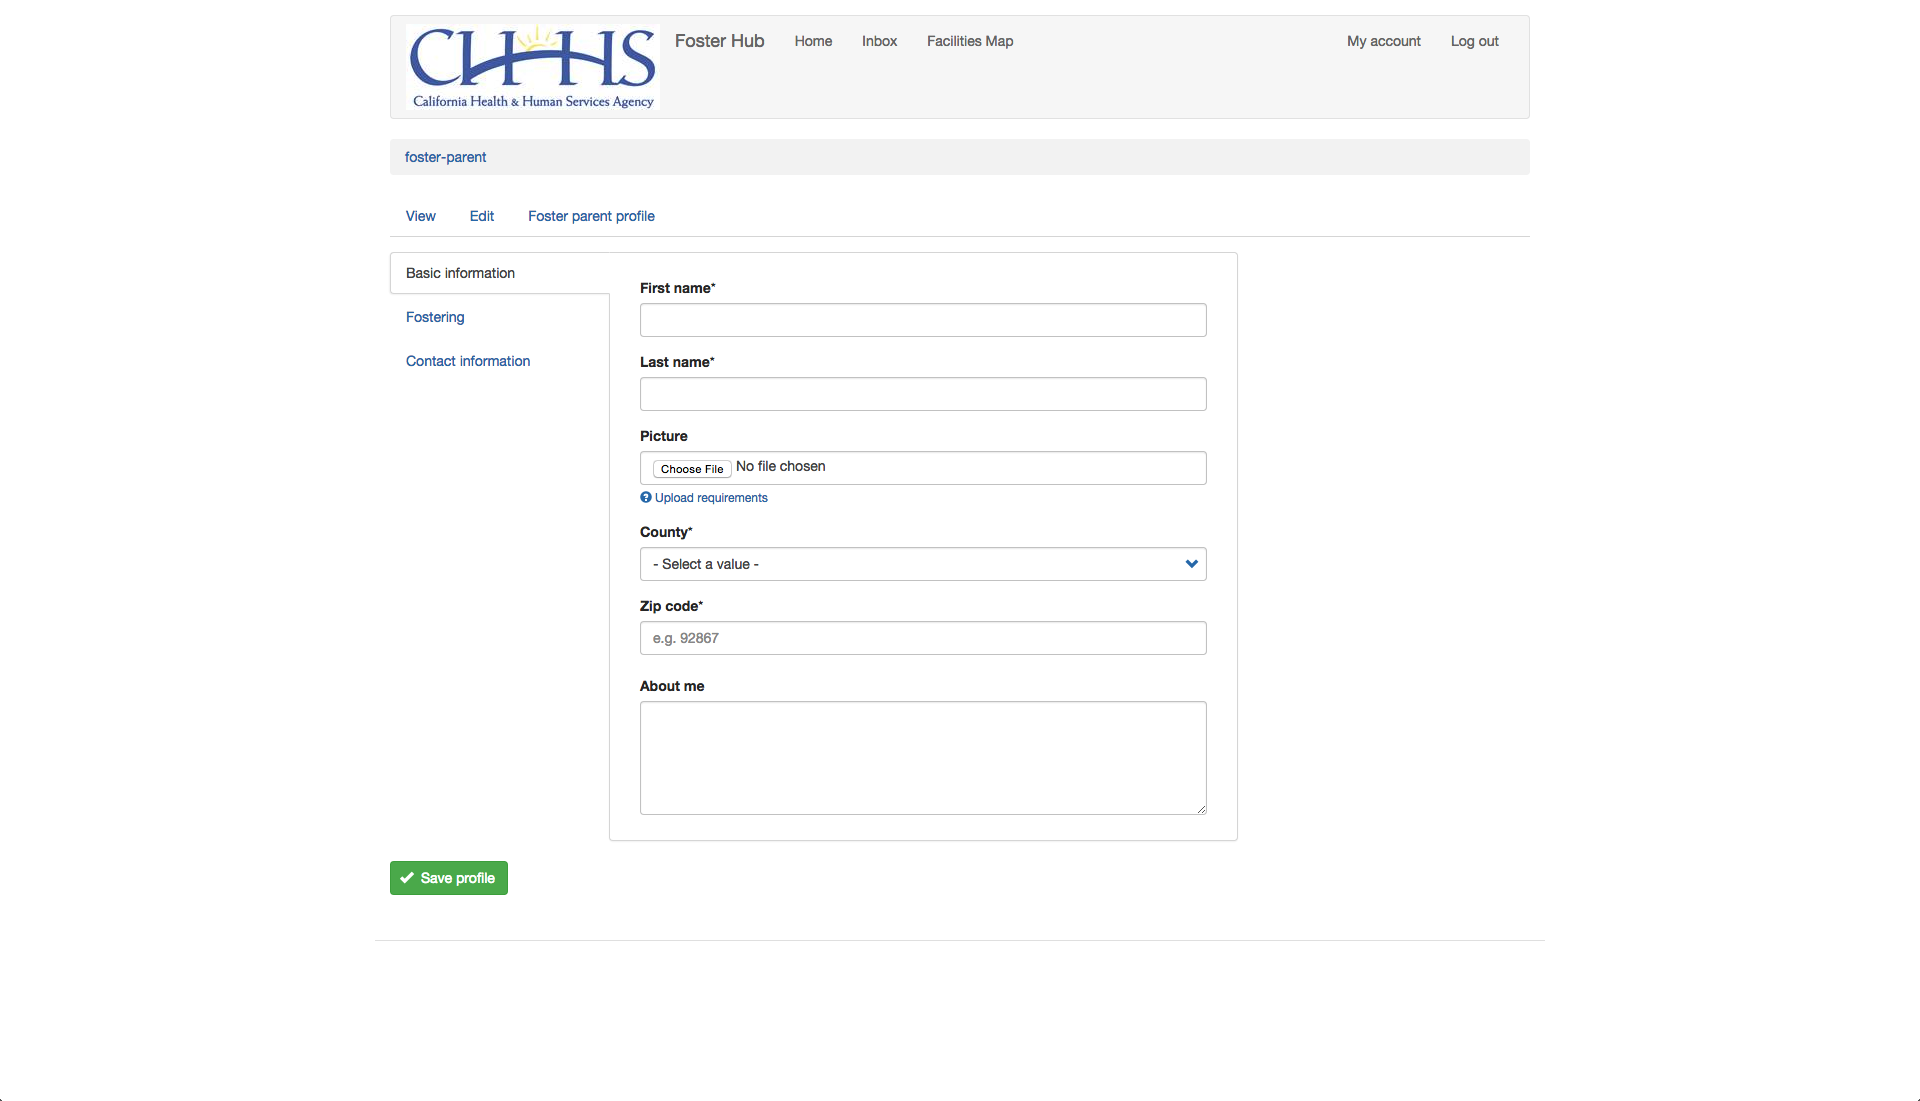 CHHS
California Health & Human Services Agency
Foster Hub Home Inbox Facilities Map My account Log out
foster-parent
View Edit Foster parent profile
Basic information
Fostering
Contact information
First name*
Last name*
Picture
Choose File No file chosen
Upload requirements
County*
- Select a value -
Zip code*
e.g. 92867
About me
Save profile